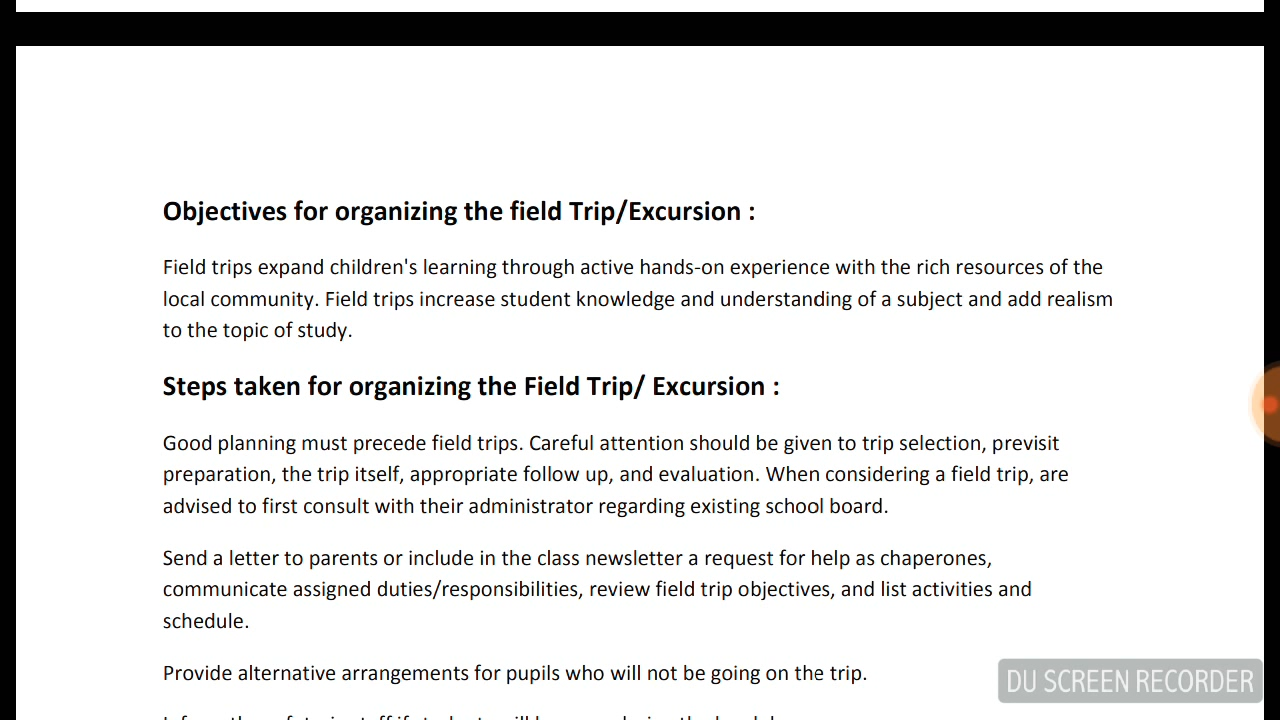 Objectives for organizing the field Trip/Excursion :
Field trips expand children's learning through active hands-on experience with the rich resources of the
local community. Field trips increase student knowledge and understanding of a subject and add realism
to the topic of study.
Steps taken for organizing the Field Trip/ Excursion :
Good planning must precede field trips. Careful attention should be given to trip selection, previsit
preparation, the trip itself, appropriate follow up, and evaluation. When considering a field trip, are
advised to first consult with their administrator regarding existing school board.
Send a letter to parents or include in the class newsletter a request for help as chaperones,
communicate assigned duties/responsibilities, review field trip objectives, and list activities and
schedule.
Provide alternative arrangements for pupils who will not be going on the trip.
DU SCREEN RECORDER